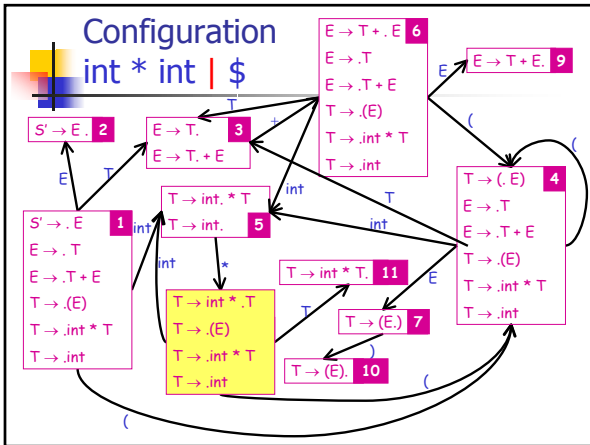 Configuration
int * int | $
E → T + . E 6
E → .T
E → .T + E
T → .(E)
T → .int * T
T → .int
E
E → T + E. 9
S' → E . 2
E → T. 3
E → T. + E
T
+
(
(
T → (. E) 4
E → .T
E → .T + E
T → .(E)
T → .int * T
T → .int
E
T
T → int. * T
T → int. 5
int
T
int
S' → . E 1
E → . T
E → .T + E
T → .(E)
T → .int * T
T → .int
int
int
*
T → int * .T
T → .(E)
T → .int * T
T → .int
T → int * T. 11
T
E
T → (E.) 7
)
T → (E). 10
(
(